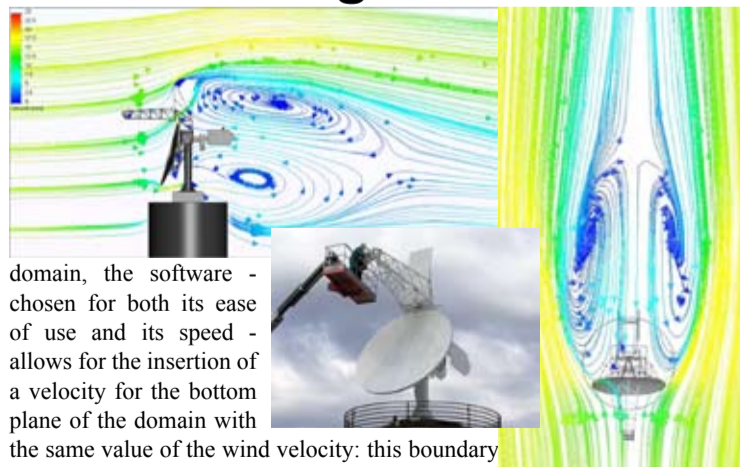 domain, the software -
chosen for both its ease
of use and its speed -
allows for the insertion of
a velocity for the bottom
plane of the domain with
the same value of the wind velocity: this boundary